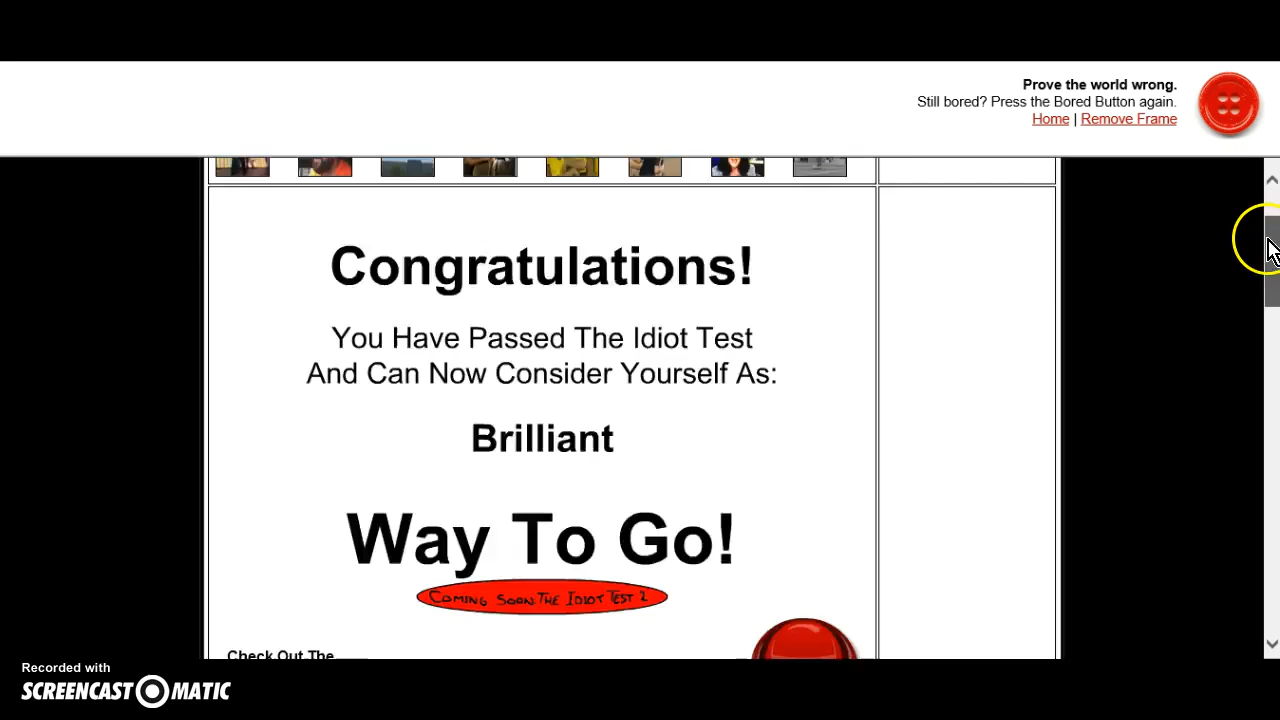 Prove the world wrong.
Still bored? Press the Bored Button again.
Home | Remove Frame
Congratulations!
You Have Passed The Idiot Test
And Can Now Consider Yourself As:
Brilliant
Way To Go!
COMING SOON: THE IDIOT TEST 2
Check Out The
Recorded with
SCREENCAST MATIC